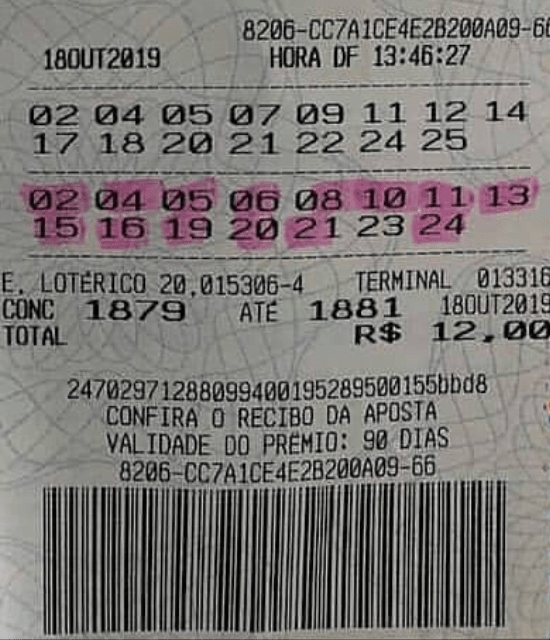 8206-CC7A1CE4E2B200A09-66
18OUT2019 HORA DF 13:46:27
02 04 05 07 09 11 12 14
17 18 20 21 22 24 25
02 04 05 06 08 10 11 13
15 16 19 20 21 23 24
E. LOTÉRICO 20.015306-4 TERMINAL 013316
CONC 1879 ATÉ 1881 18OUT2019
TOTAL R$ 12,00
24702971288099400195289500155bbd8
CONFIRA O RECIBO DA APOSTA
VALIDADE DO PRÊMIO: 90 DIAS
8206-CC7A1CE4E2B200A09-66